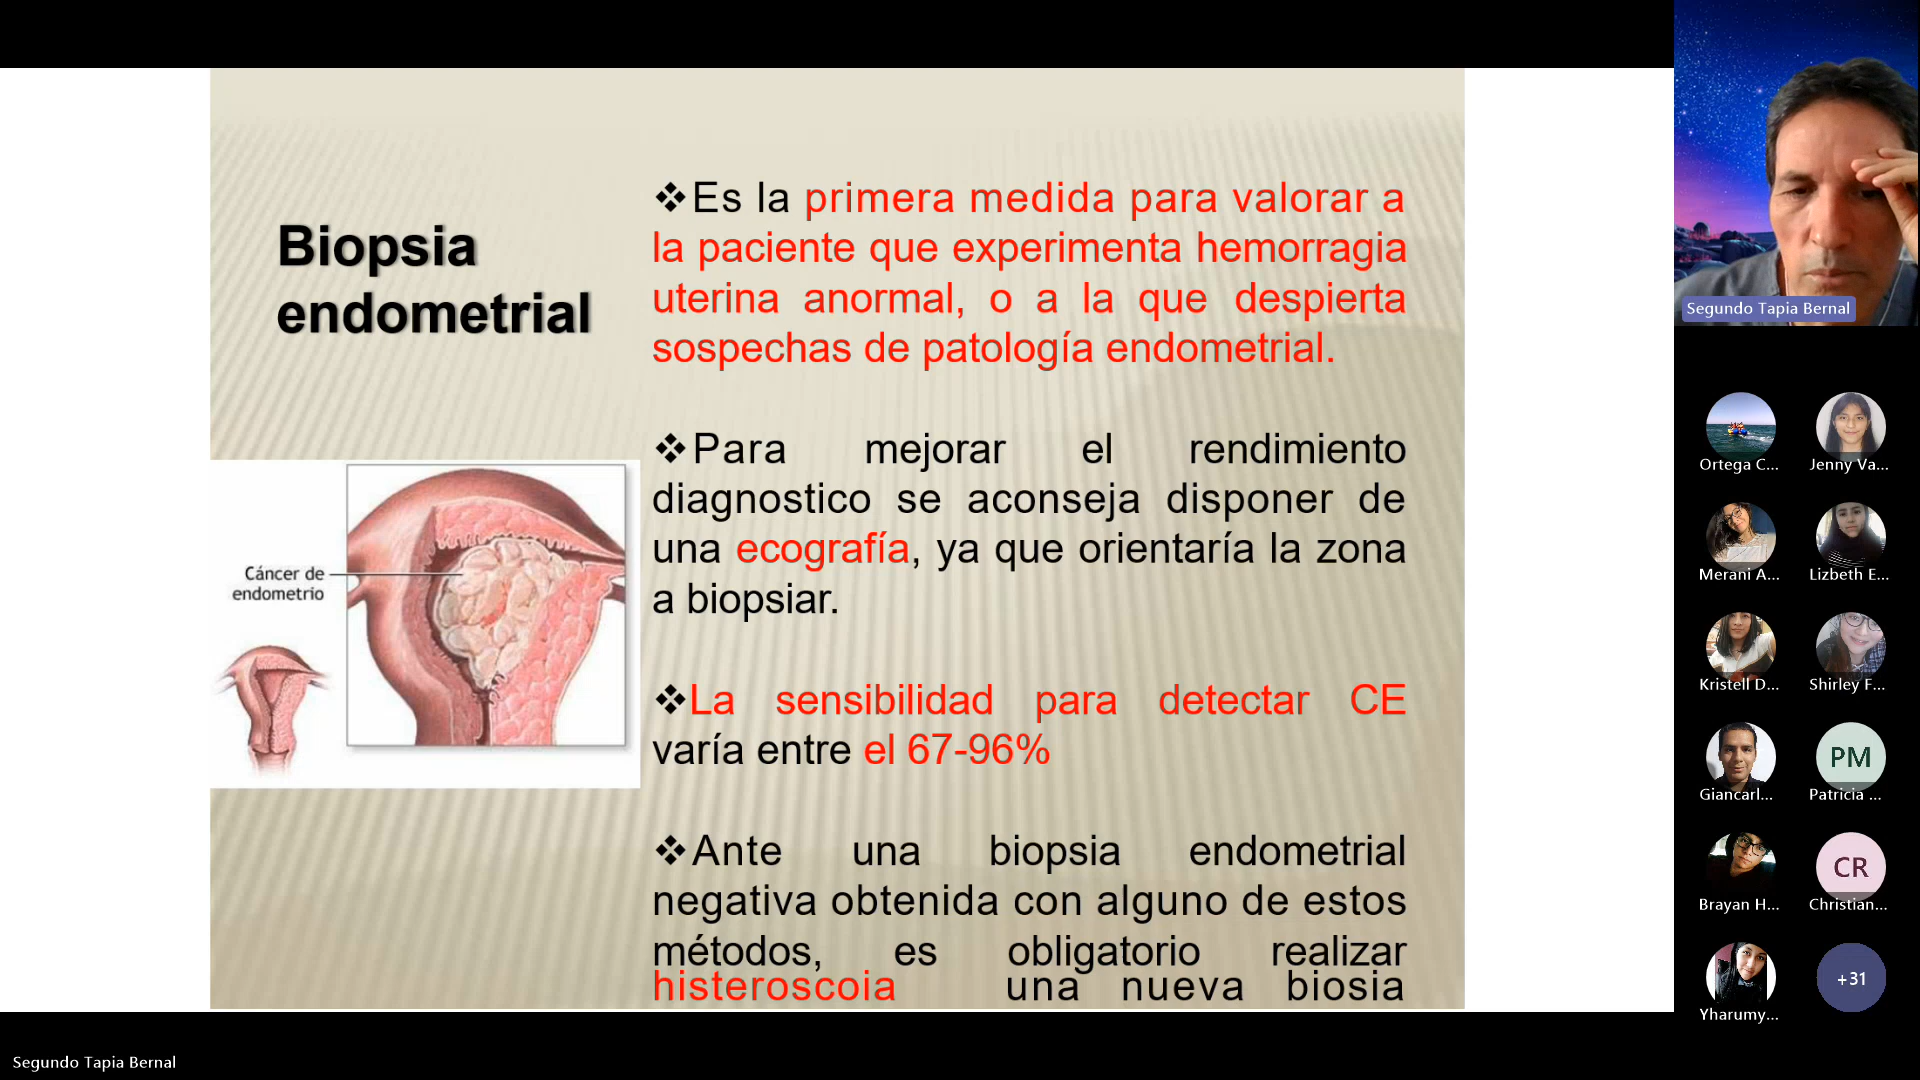 Biopsia
endometrial
❖Es la primera medida para valorar a
la paciente que experimenta hemorragia
uterina anormal, o a la que despierta
sospechas de patología endometrial.
❖Para mejorar el rendimiento
diagnostico se aconseja disponer de
una ecografía, ya que orientaría la zona
a biopsiar.
❖La sensibilidad para detectar CE
varía entre el 67-96%
❖Ante una biopsia endometrial
negativa obtenida con alguno de estos
métodos, es obligatorio realizar
histeroscoia una nueva biosia
Cáncer de
endometrio
Segundo Tapia Bernal
Ortega C...
Jenny Va...
Merani A...
Lizbeth E...
Kristell D...
Shirley F...
Giancarl...
PM
Patricia ...
Brayan H...
CR
Christian...
Yharumy...
+31
Segundo Tapia Bernal